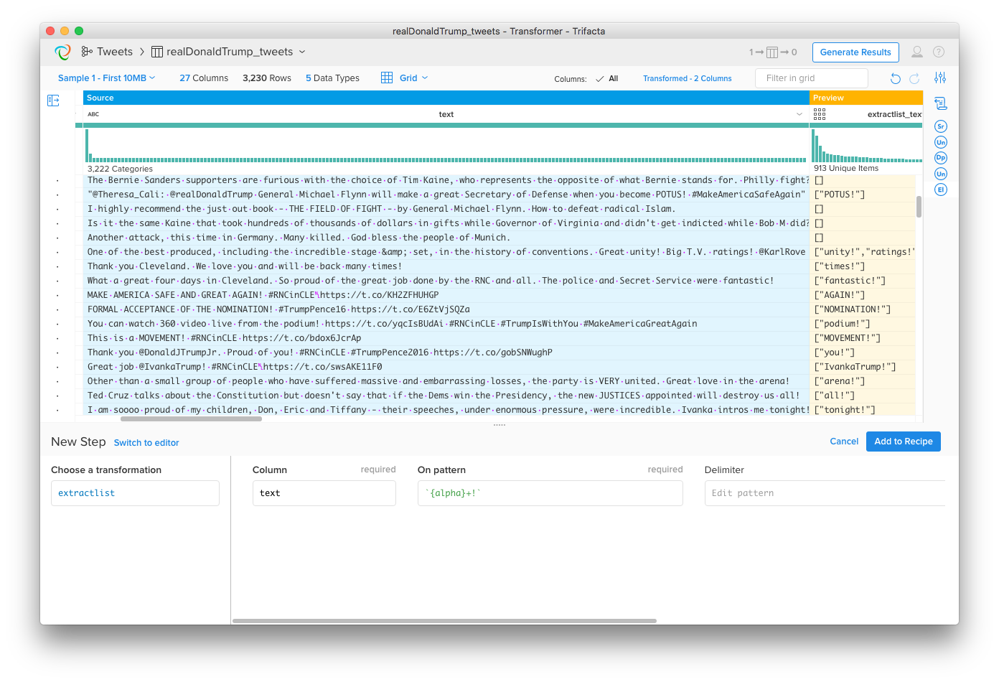 realDonaldTrump_tweets - Transformer - Trifacta
Tweets > realDonaldTrump_tweets
1 → → 0
Generate Results
?
Sample 1 - First 10MB
27 Columns
3,230 Rows
5 Data Types
Grid
Columns: ✓ All
Transformed - 2 Columns
Filter in grid
Source
Preview
ABC
text
extractlist_tex
3,222 Categories
913 Unique Items
Sr
Un
Dp
Un
El
The·Bernie·Sanders·supporters·are·furious·with·the·choice·of·Tim·Kaine,·who·represents·the·opposite·of·what·Bernie·stands·for.·Philly·fight? []
"@Theresa_Cali:·@realDonaldTrump·General·Michael·Flynn·will·make·a·great·Secretary·of·Defense·when·you·become·POTUS!·#MakeAmericaSafeAgain" ["POTUS!"]
I·highly·recommend·the·just·out·book·-·THE·FIELD·OF·FIGHT·-·by·General·Michael·Flynn.·How·to·defeat·radical·Islam. []
Is·it·the·same·Kaine·that·took·hundreds·of·thousands·of·dollars·in·gifts·while·Governor·of·Virginia·and·didn't·get·indicted·while·Bob·M·did? []
Another·attack,·this·time·in·Germany.·Many·killed.·God·bless·the·people·of·Munich. []
One·of·the·best·produced,·including·the·incredible·stage·&amp;·set,·in·the·history·of·conventions.·Great·unity!·Big·T.V.·ratings!·@KarlRove ["unity!","ratings!"
Thank·you·Cleveland.·We·love·you·and·will·be·back·many·times! ["times!"]
What·a·great·four·days·in·Cleveland.·So·proud·of·the·great·job·done·by·the·RNC·and·all.·The·police·and·Secret·Service·were·fantastic! ["fantastic!"]
MAKE·AMERICA·SAFE·AND·GREAT·AGAIN!·#RNCinCLE https://t.co/KHZZFHUHGP ["AGAIN!"]
FORMAL·ACCEPTANCE·OF·THE·NOMINATION!·#TrumpPence16·https://t.co/E6ZtVjSQZa ["NOMINATION!"]
You·can·watch·360·video·live·from·the·podium!·https://t.co/yqcIsBUdAi·#RNCinCLE·#TrumpIsWithYou·#MakeAmericaGreatAgain ["podium!"]
This·is·a·MOVEMENT!·#RNCinCLE·https://t.co/bdox6JcrAp ["MOVEMENT!"]
Thank·you·@DonaldJTrumpJr.·Proud·of·you!·#RNCinCLE·#TrumpPence2016·https://t.co/gobSNWughP ["you!"]
Great·job·@IvankaTrump!·#RNCinCLE https://t.co/swsAKE11F0 ["IvankaTrump!"]
Other·than·a·small·group·of·people·who·have·suffered·massive·and·embarrassing·losses,·the·party·is·VERY·united.·Great·love·in·the·arena! ["arena!"]
Ted·Cruz·talks·about·the·Constitution·but·doesn't·say·that·if·the·Dems·win·the·Presidency,·the·new·JUSTICES·appointed·will·destroy·us·all! ["all!"]
I·am·soooo·proud·of·my·children,·Don,·Eric·and·Tiffany·-·their·speeches,·under·enormous·pressure,·were·incredible.·Ivanka·intros·me·tonight! ["tonight!"]
New Step
Switch to editor
Cancel
Add to Recipe
Choose a transformation
extractlist
Column
required
text
On pattern
required
`{alpha}+!`
Delimiter
Edit pattern